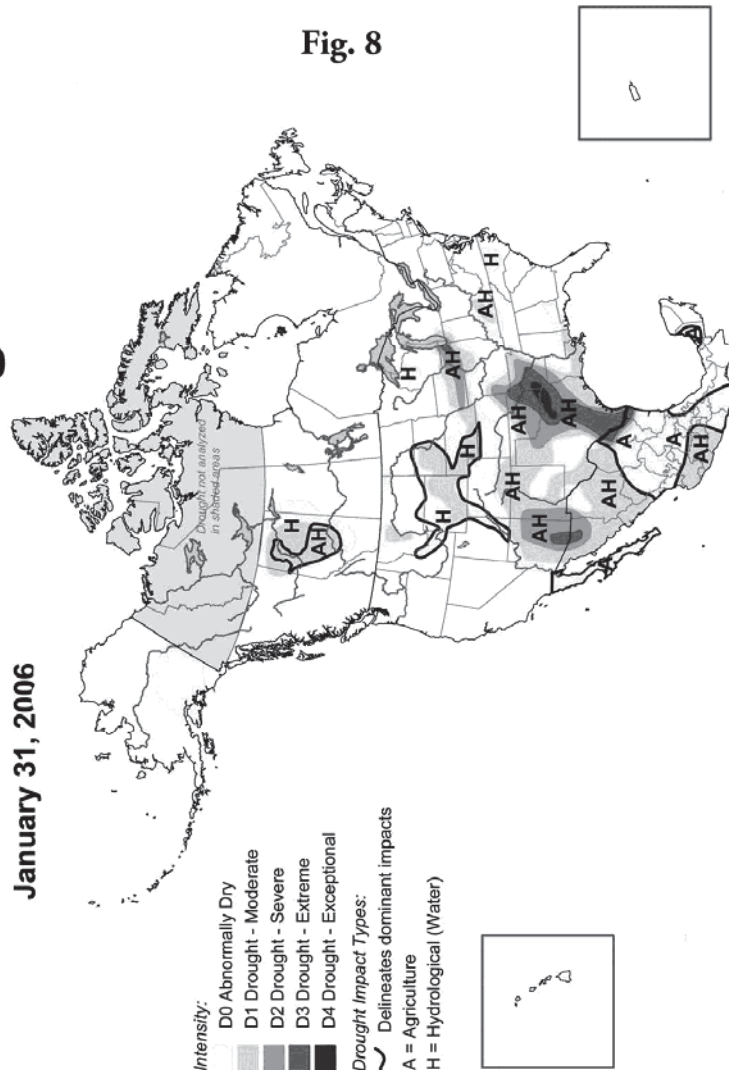 Fig. 8
January 31, 2006
Drought not analyzed
in shaded areas
H
AH
H
H
H
AH
AH
H
AH
AH
AH
AH
AH
A
A
AH
A
A
Intensity:
D0 Abnormally Dry
D1 Drought - Moderate
D2 Drought - Severe
D3 Drought - Extreme
D4 Drought - Exceptional
Drought Impact Types:
Delineates dominant impacts
A = Agriculture
H = Hydrological (Water)